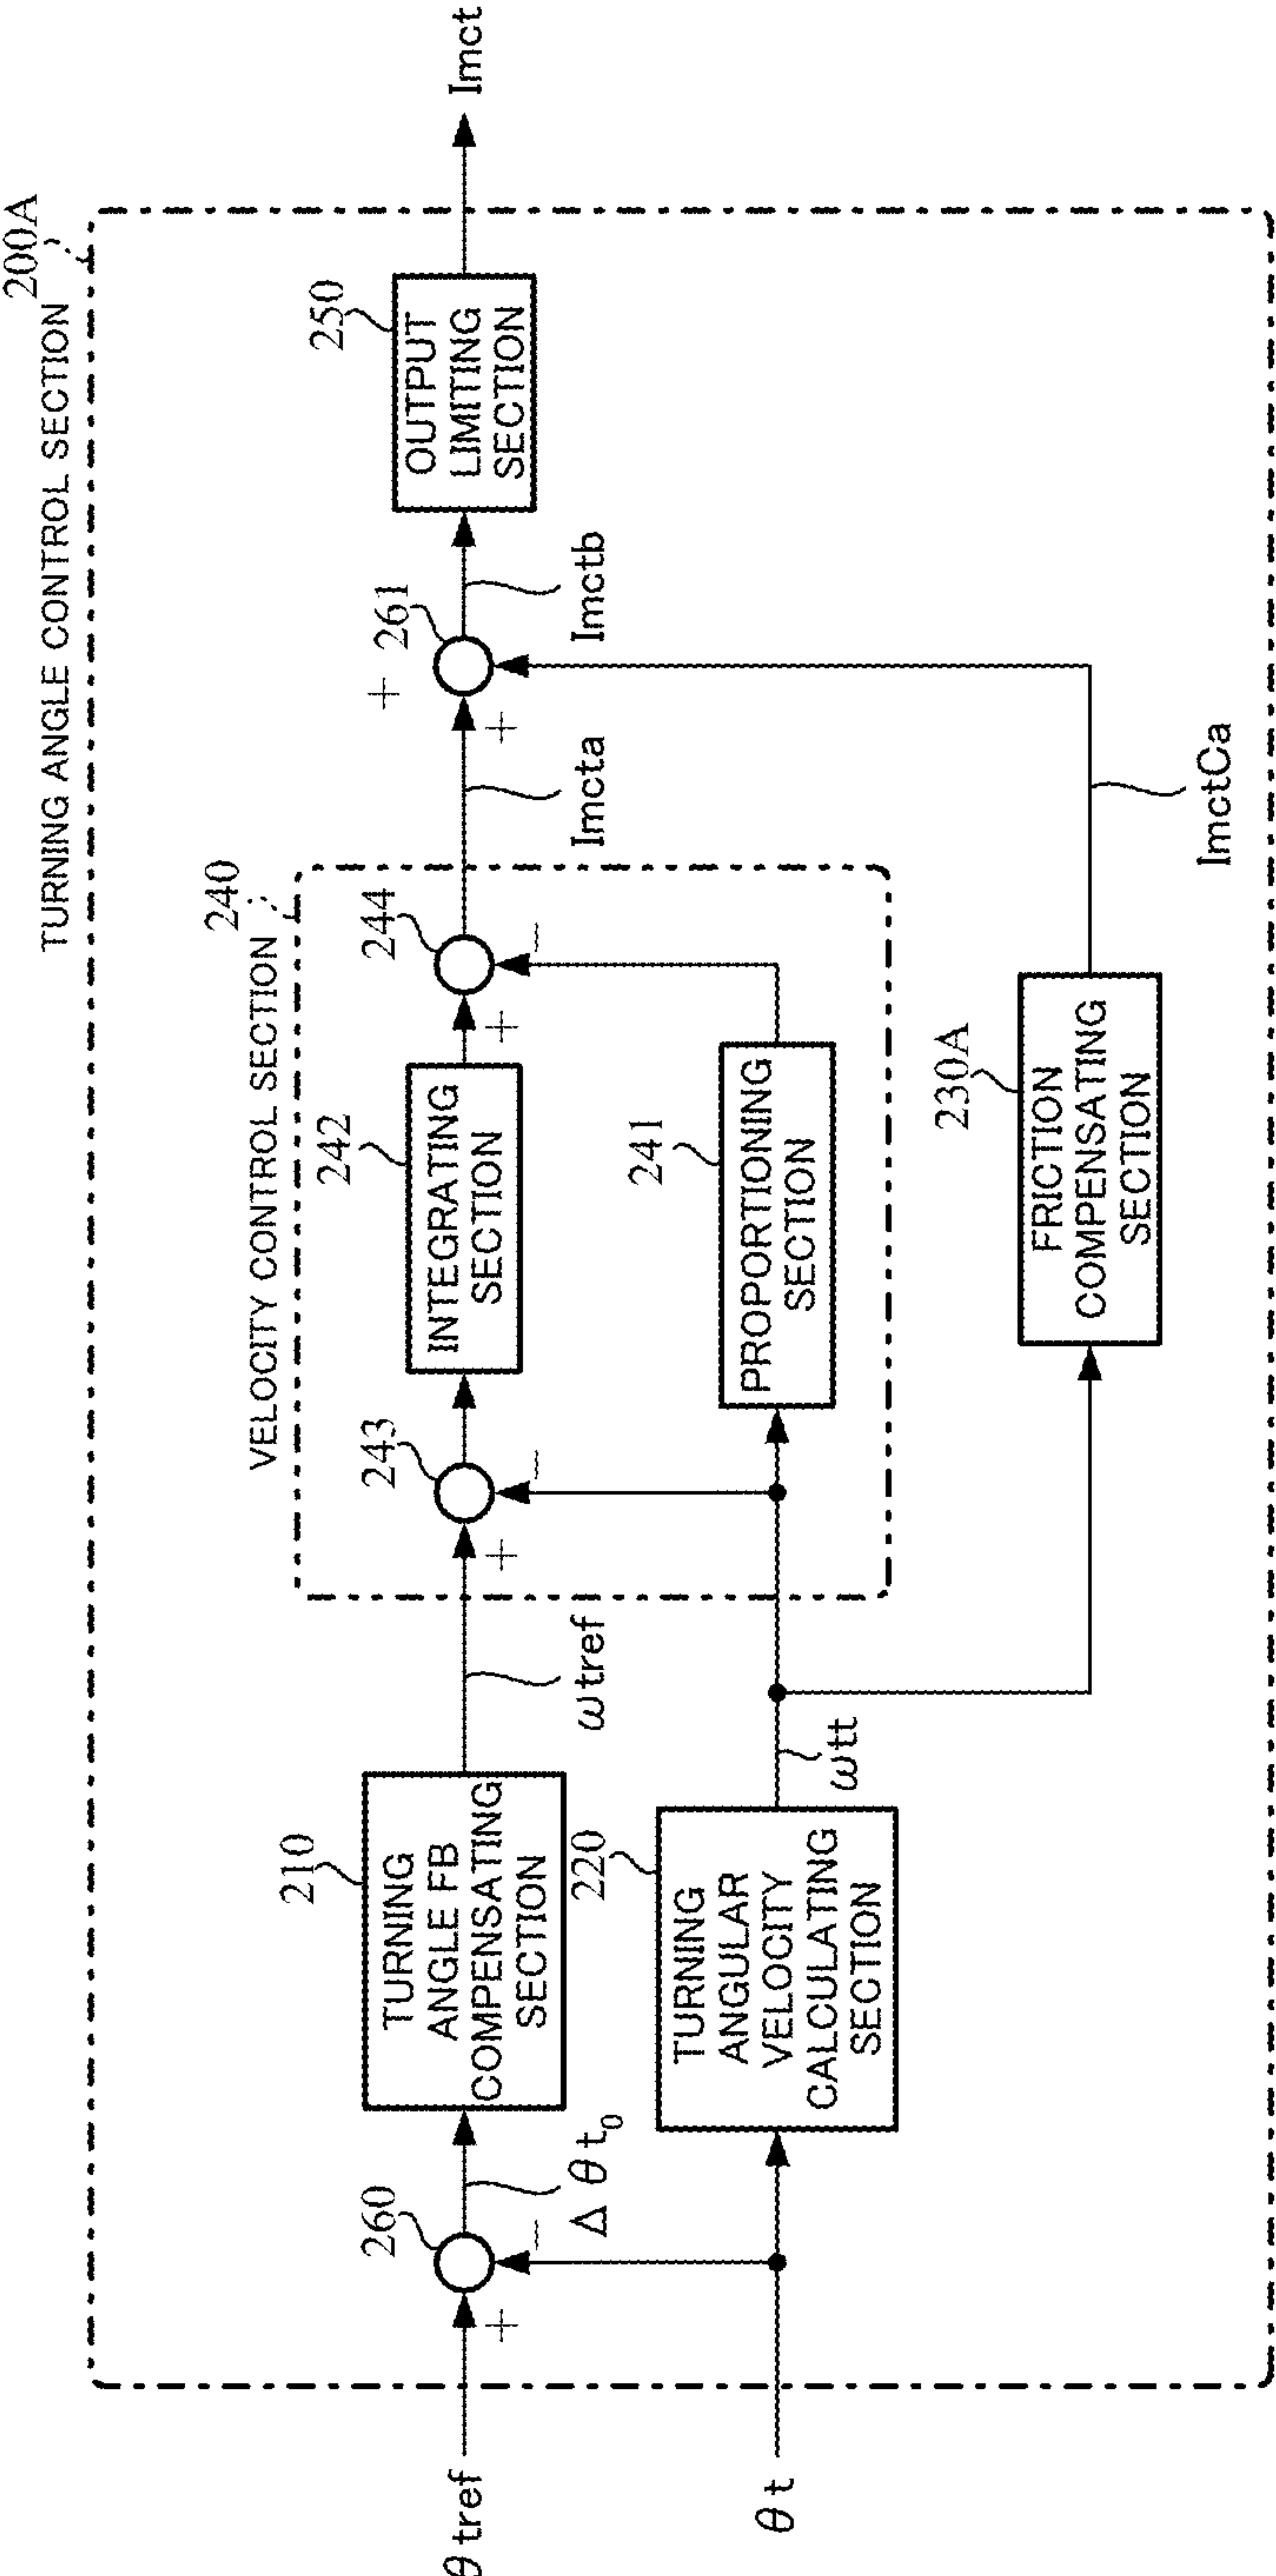 TURNING ANGLE CONTROL SECTION 200A
VELOCITY CONTROL SECTION 240
θtref
+
−
260
Δθt₀
210
TURNING
ANGLE FB
COMPENSATING
SECTION
ωtref
+
−
243
242
INTEGRATING
SECTION
+
−
244
Imcta
+
+
261
Imctb
250
OUTPUT
LIMITING
SECTION
Imct
θt
220
TURNING
ANGULAR
VELOCITY
CALCULATING
SECTION
ωtt
241
PROPORTIONING
SECTION
230A
FRICTION
COMPENSATING
SECTION
ImctCa